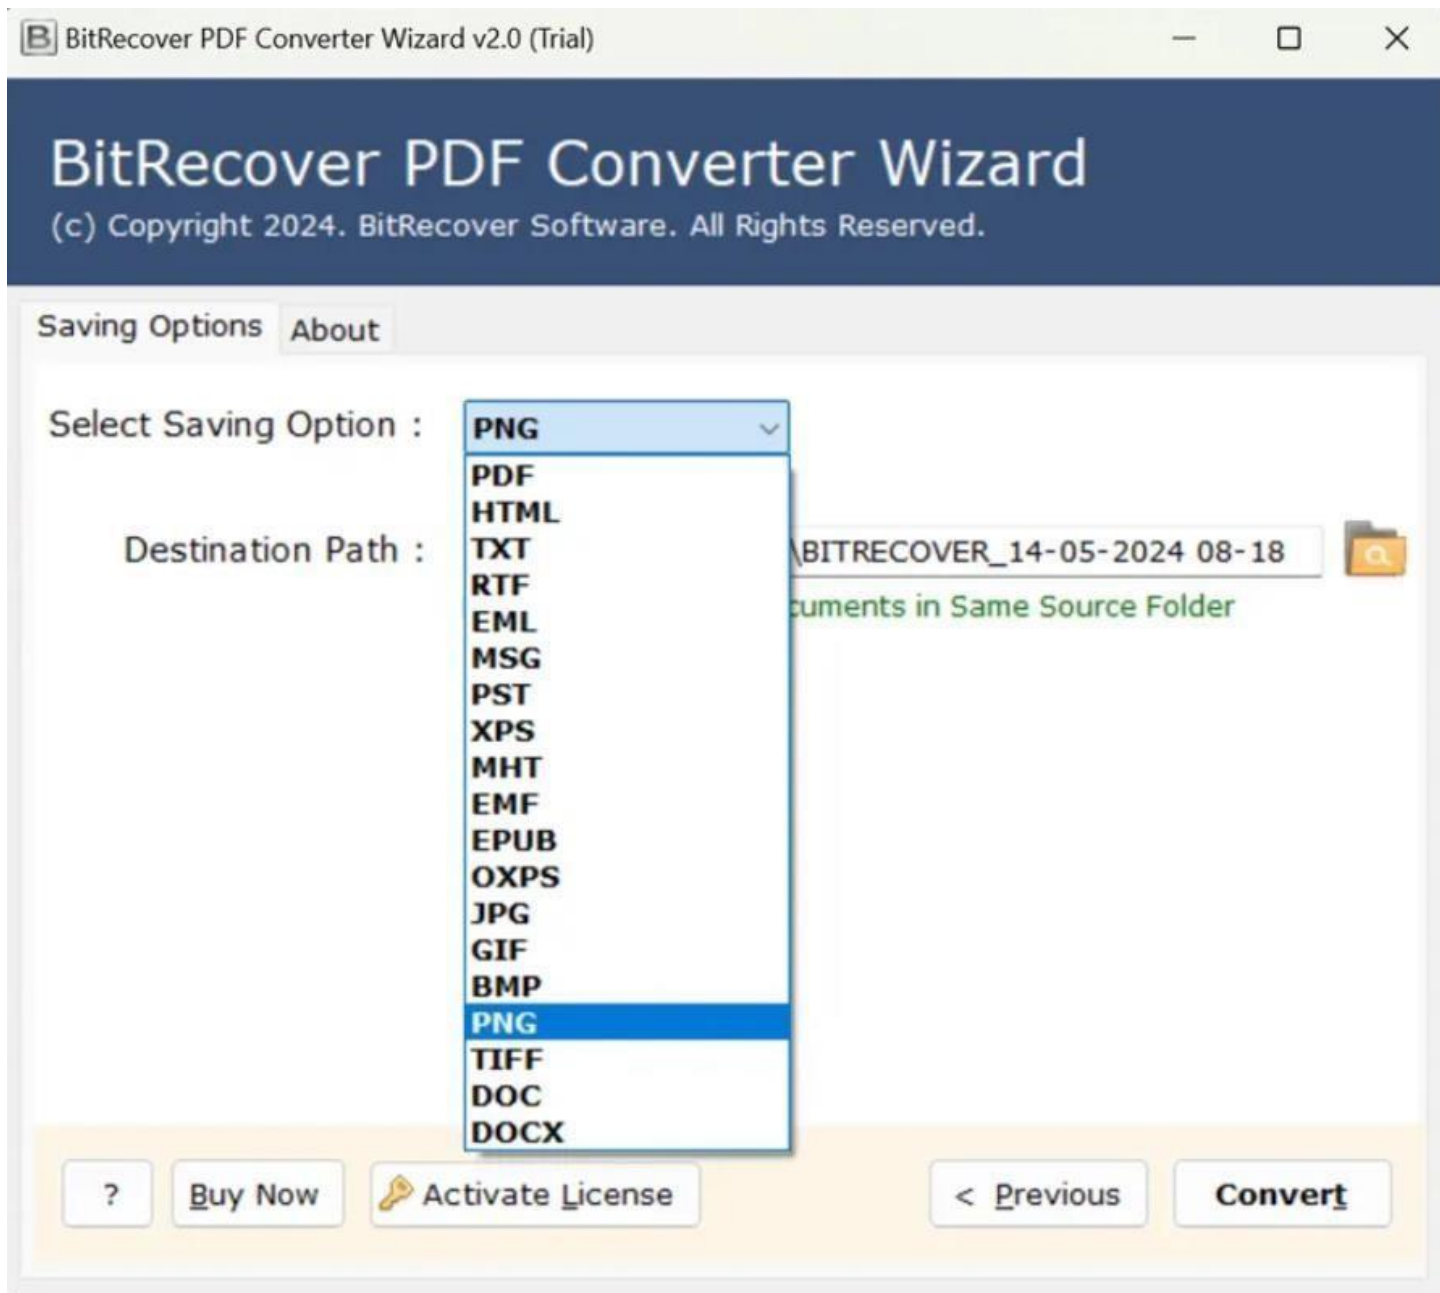 BitRecover PDF Converter Wizard v2.0 (Trial)
BitRecover PDF Converter Wizard
(c) Copyright 2024. BitRecover Software. All Rights Reserved.
Saving Options About
Select Saving Option : PNG
PDF
HTML
Destination Path : TXT \BITRECOVER_14-05-2024 08-18
RTF
EML in Same Source Folder
MSG
PST
XPS
MHT
EMF
EPUB
OXPS
JPG
GIF
BMP
PNG
TIFF
DOC
DOCX
? Buy Now Activate License < Previous Convert